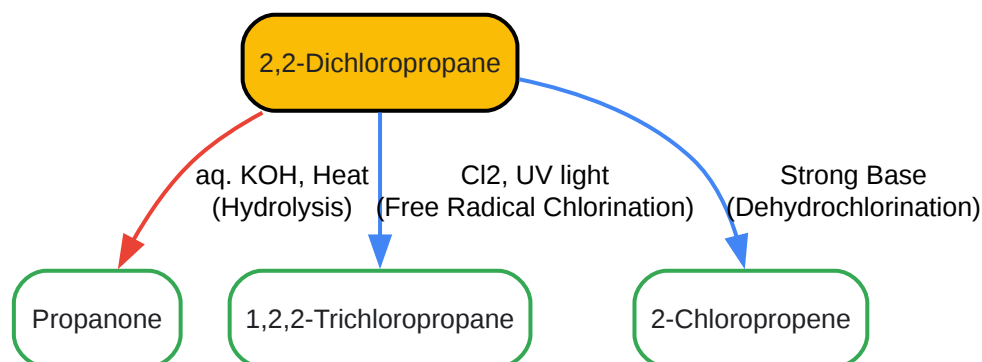 2,2-Dichloropropane
aq. KOH, Heat
(Hydrolysis)
Cl2, UV light
(Free Radical Chlorination)
Strong Base
(Dehydrochlorination)
Propanone
1,2,2-Trichloropropane
2-Chloropropene